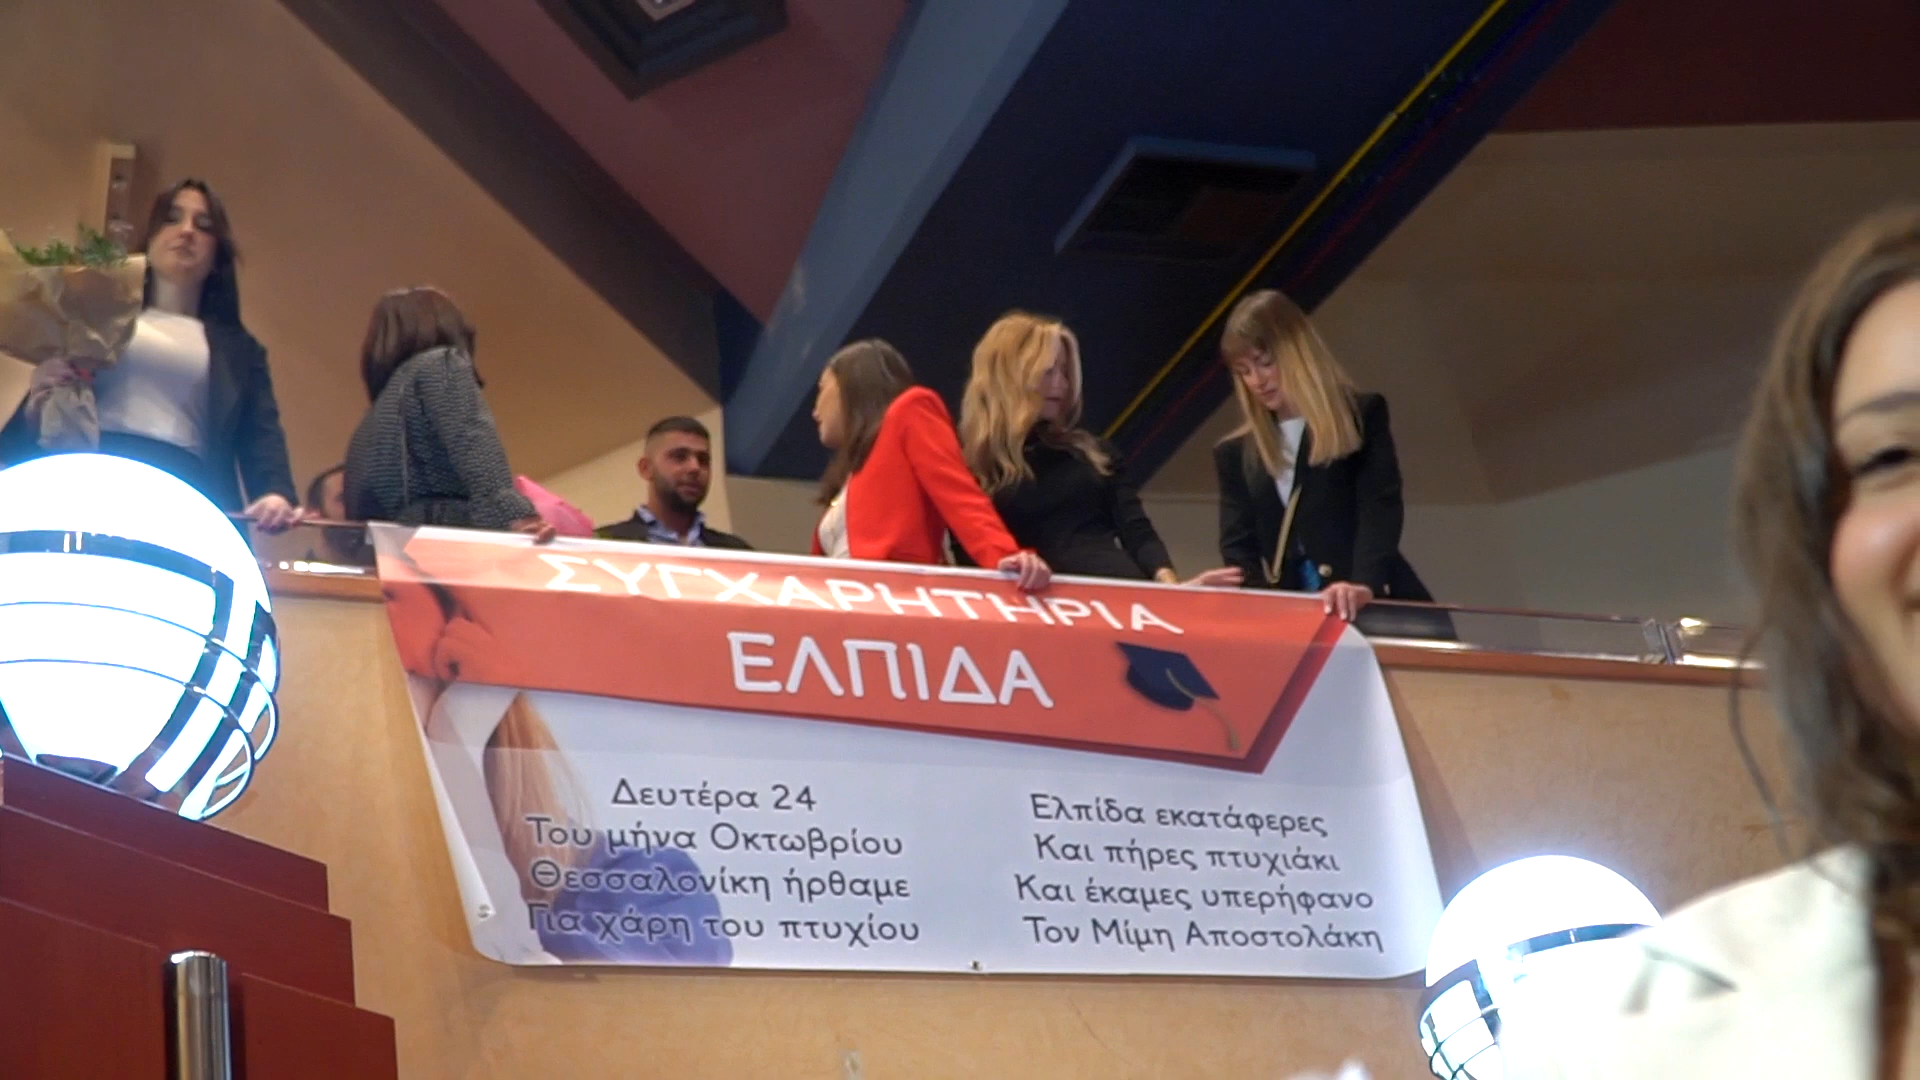 ΣΥΓΧΑΡΗΤΗΡΙΑ
ΕΛΠΙΔΑ
Δευτέρα 24
Του μήνα Οκτωβρίου
Θεσσαλονίκη ήρθαμε
Για χάρη του πτυχίου
Ελπίδα εκατάφερες
Και πήρες πτυχιάκι
Και έκαμες υπερήφανο
Τον Μίμη Αποστολάκη